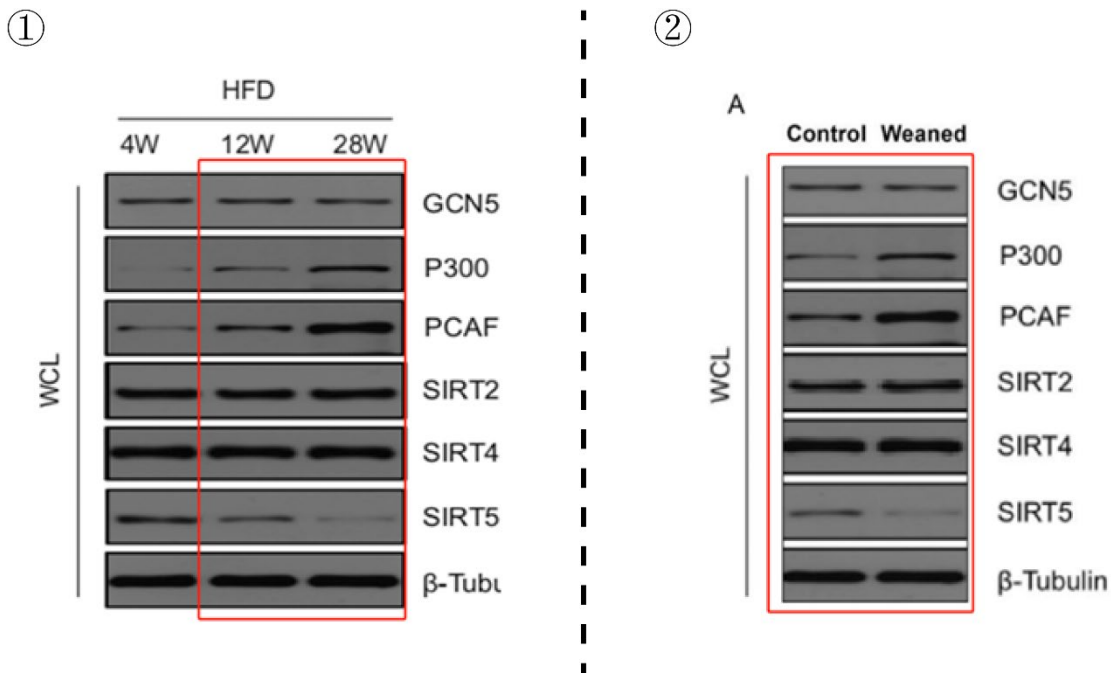 ①
HFD
4W 12W 28W
WCL
GCN5
P300
PCAF
SIRT2
SIRT4
SIRT5
β-Tubu
②
A
Control Weaned
WCL
GCN5
P300
PCAF
SIRT2
SIRT4
SIRT5
β-Tubulin